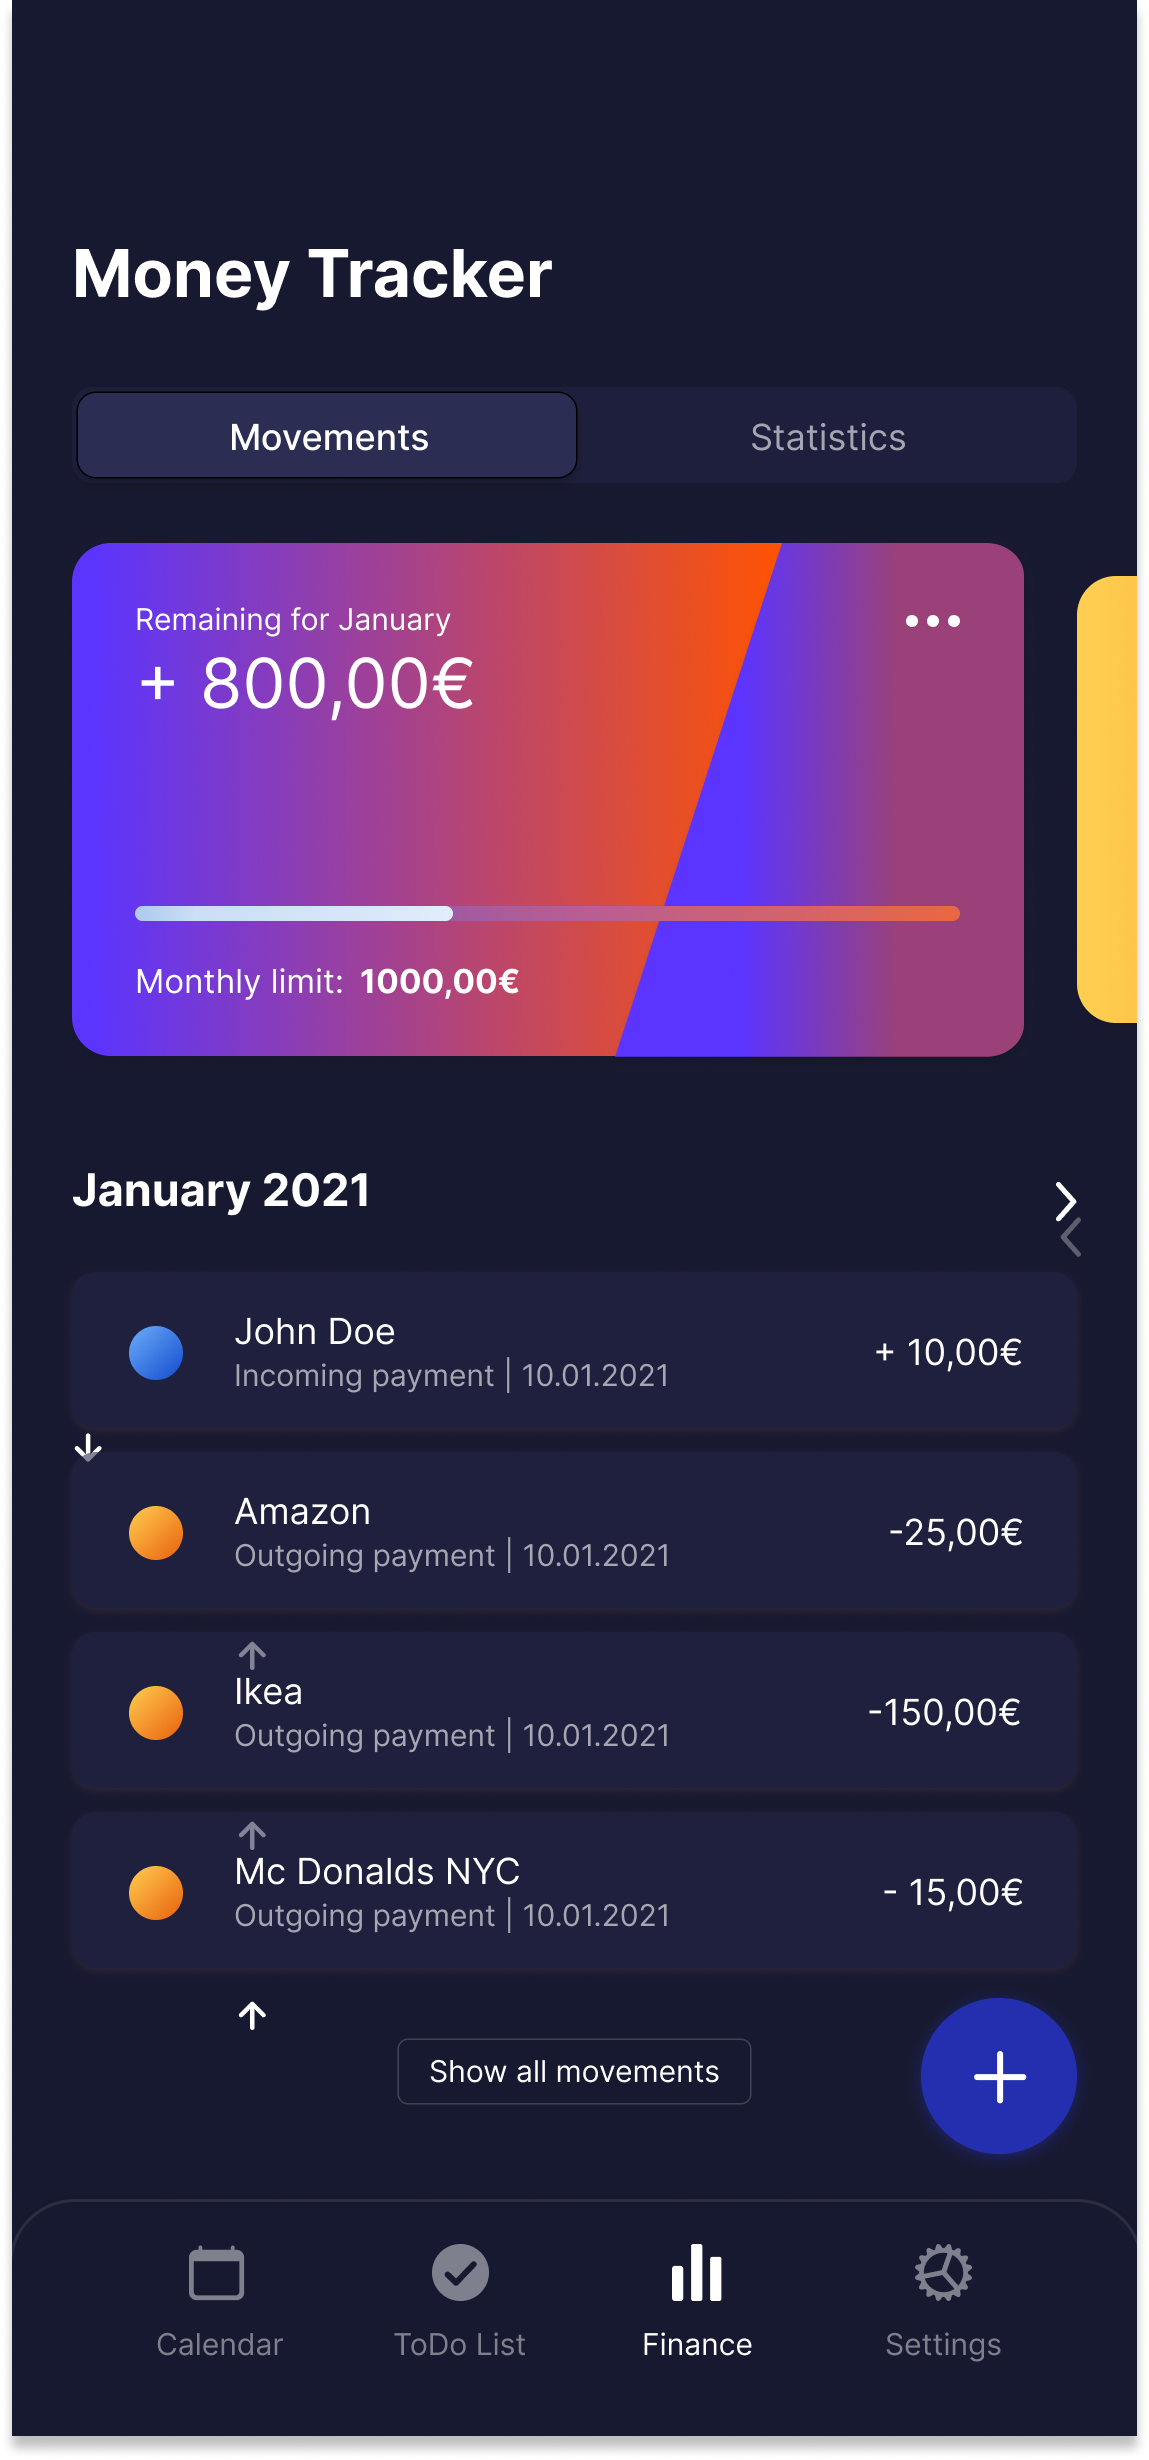 Money Tracker
Movements
Statistics
Remaining for January
+ 800,00€
Monthly limit: 1000,00€
January 2021
John Doe
+ 10,00€
Incoming payment | 10.01.2021
Amazon
-25,00€
Outgoing payment | 10.01.2021
Ikea
-150,00€
Outgoing payment | 10.01.2021
Mc Donalds NYC
- 15,00€
Outgoing payment | 10.01.2021
Show all movements
Calendar
ToDo List
Finance
Settings